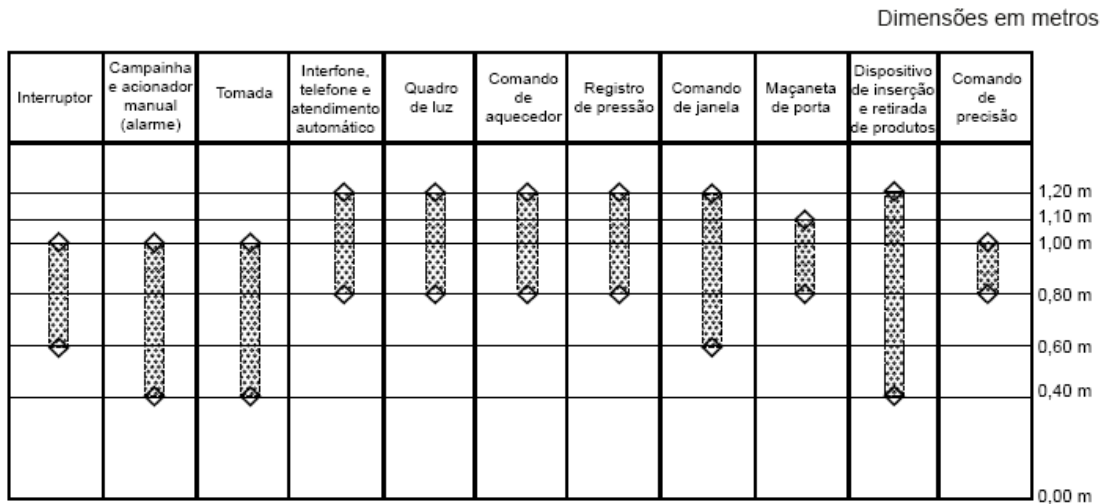 Dimensões em metros
Interruptor
Campainha
e acionador
manual
(alarme)
Tomada
Interfone,
telefone e
atendimento
automático
Quadro
de luz
Comando
de
aquecedor
Registro
de pressão
Comando
de janela
Maçaneta
de porta
Dispositivo
de inserção
e retirada
de produtos
Comando
de
precisão
1,20 m
1,10 m
1,00 m
0,80 m
0,60 m
0,40 m
0,00 m